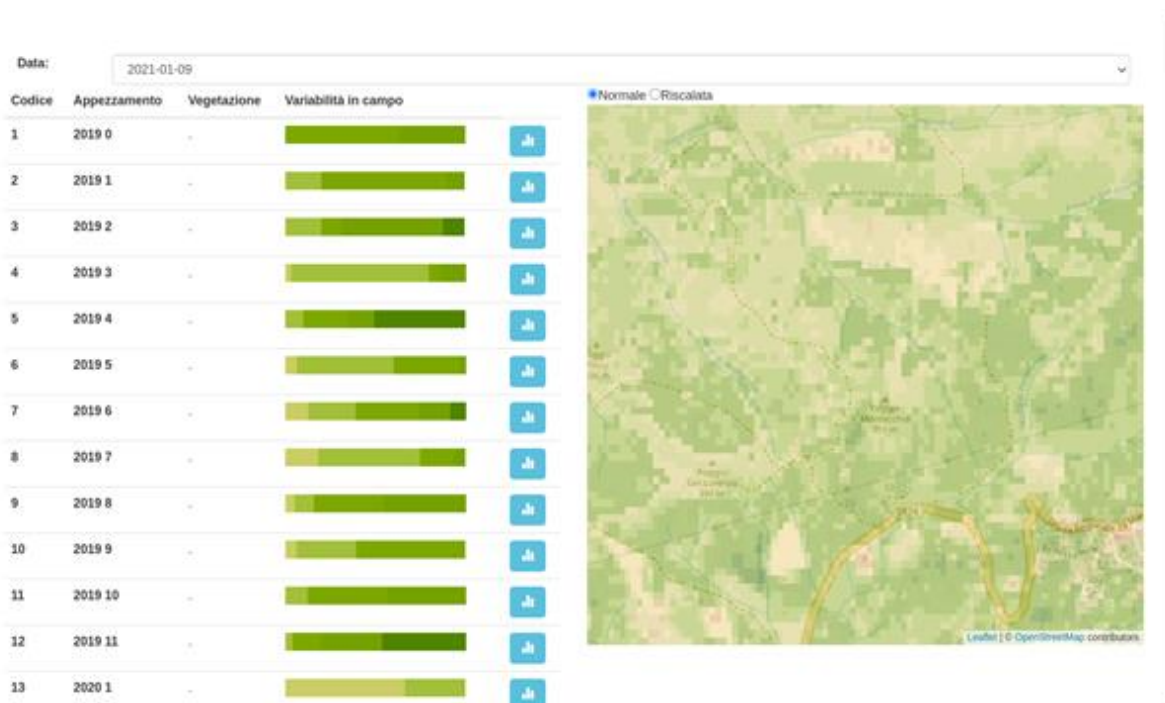 Data:
2021-01-09
Codice Appezzamento Vegetazione Variabilità in campo
Normale Riscalata
1 2019 0 .
2 2019 1 .
3 2019 2 .
4 2019 3 .
5 2019 4 .
6 2019 5 .
7 2019 6 .
8 2019 7 .
9 2019 8 .
10 2019 9 .
11 2019 10 .
12 2019 11 .
13 2020 1 .
Poggio
Poggio
Leaflet | © OpenStreetMap contributors